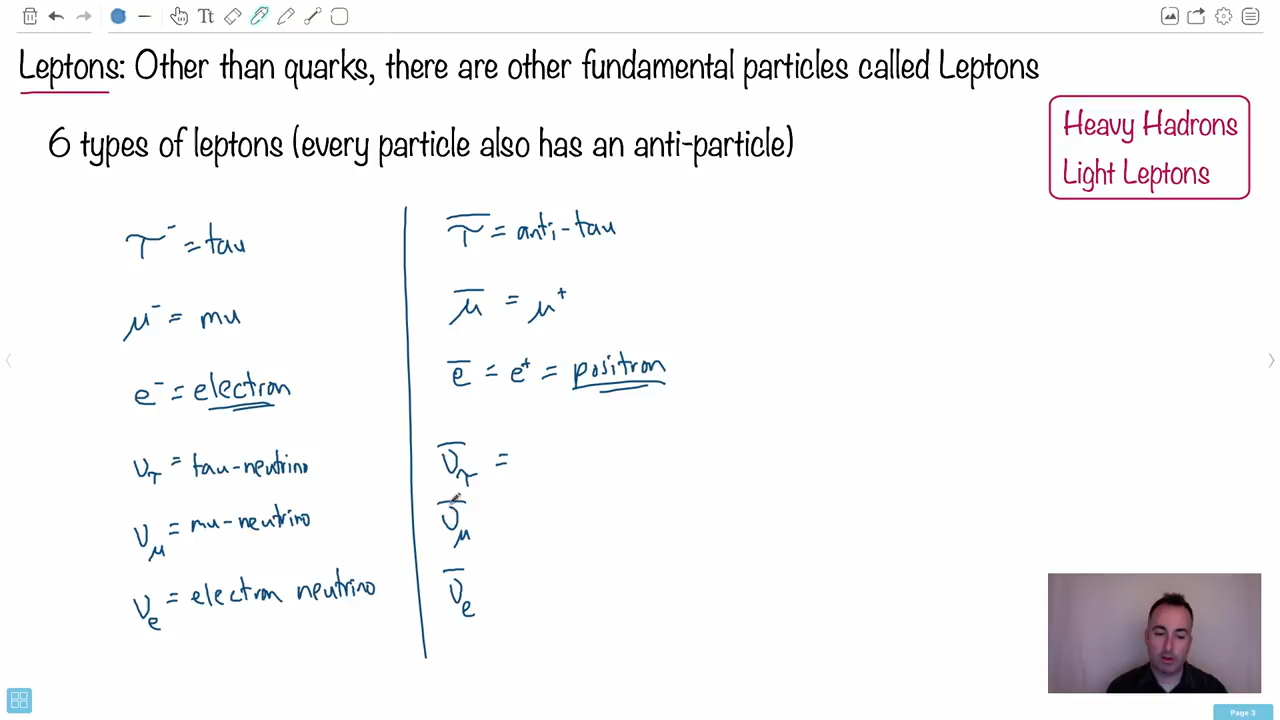 Tt
Leptons: Other than quarks, there are other fundamental particles called Leptons
Heavy Hadrons
Light Leptons
6 types of leptons (every particle also has an anti-particle)
τ⁻ = tau
μ⁻ = mu
e⁻ = electron
ν_τ = tau-neutrino
ν_μ = mu-neutrino
ν_e = electron neutrino
τ̅ = anti-tau
μ̅ = μ⁺
e̅ = e⁺ = positron
ν̅_τ =
ν̅_μ
ν̅_e
Page 3